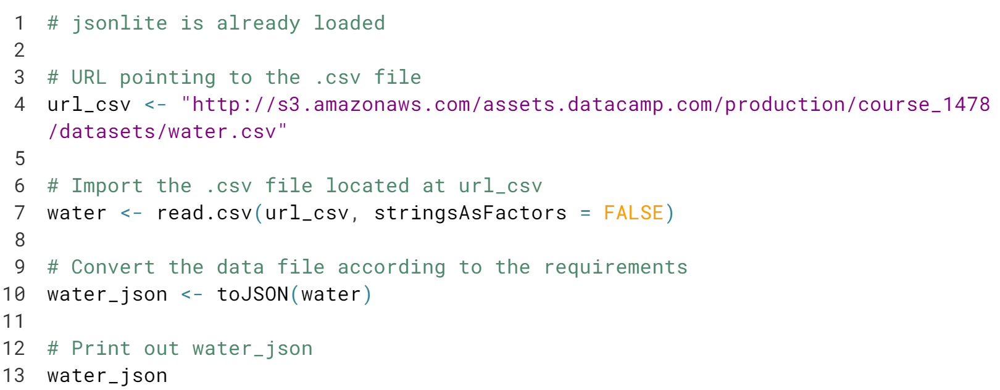 1 # jsonlite is already loaded
2
3 # URL pointing to the .csv file
4 url_csv <- "http://s3.amazonaws.com/assets.datacamp.com/production/course_1478
/datasets/water.csv"
5
6 # Import the .csv file located at url_csv
7 water <- read.csv(url_csv, stringsAsFactors = FALSE)
8
9 # Convert the data file according to the requirements
10 water_json <- toJSON(water)
11
12 # Print out water_json
13 water_json